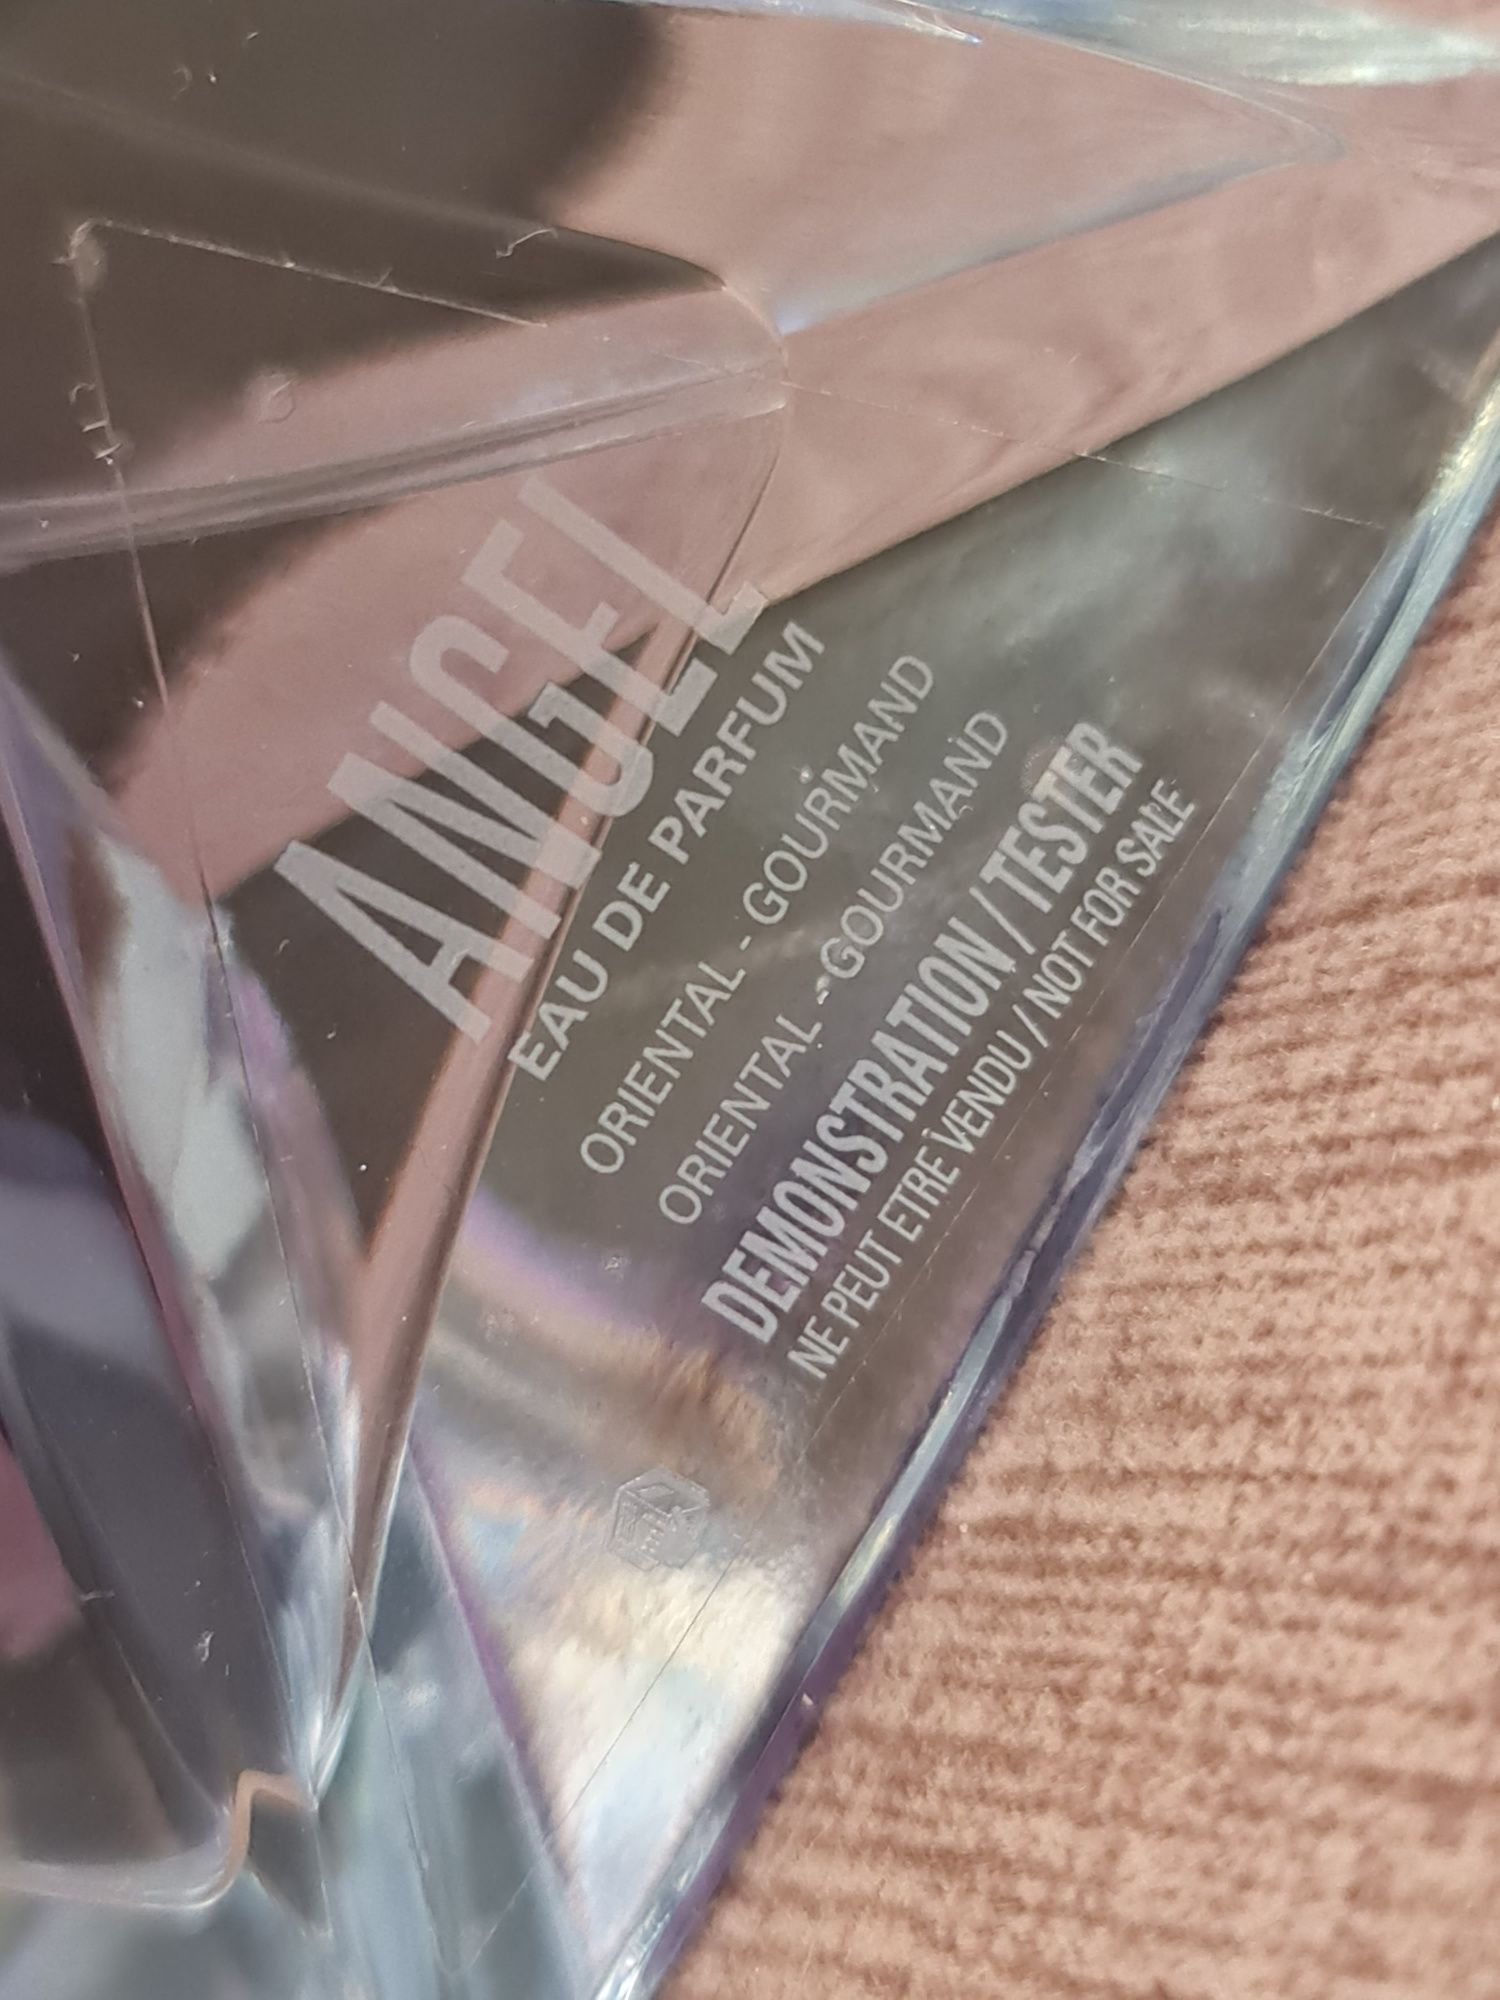 ANGEL
EAU DE PARFUM
ORIENTAL - GOURMAND
ORIENTAL - GOURMAND
DEMONSTRATION / TESTER
NE PEUT ETRE VENDU / NOT FOR SALE